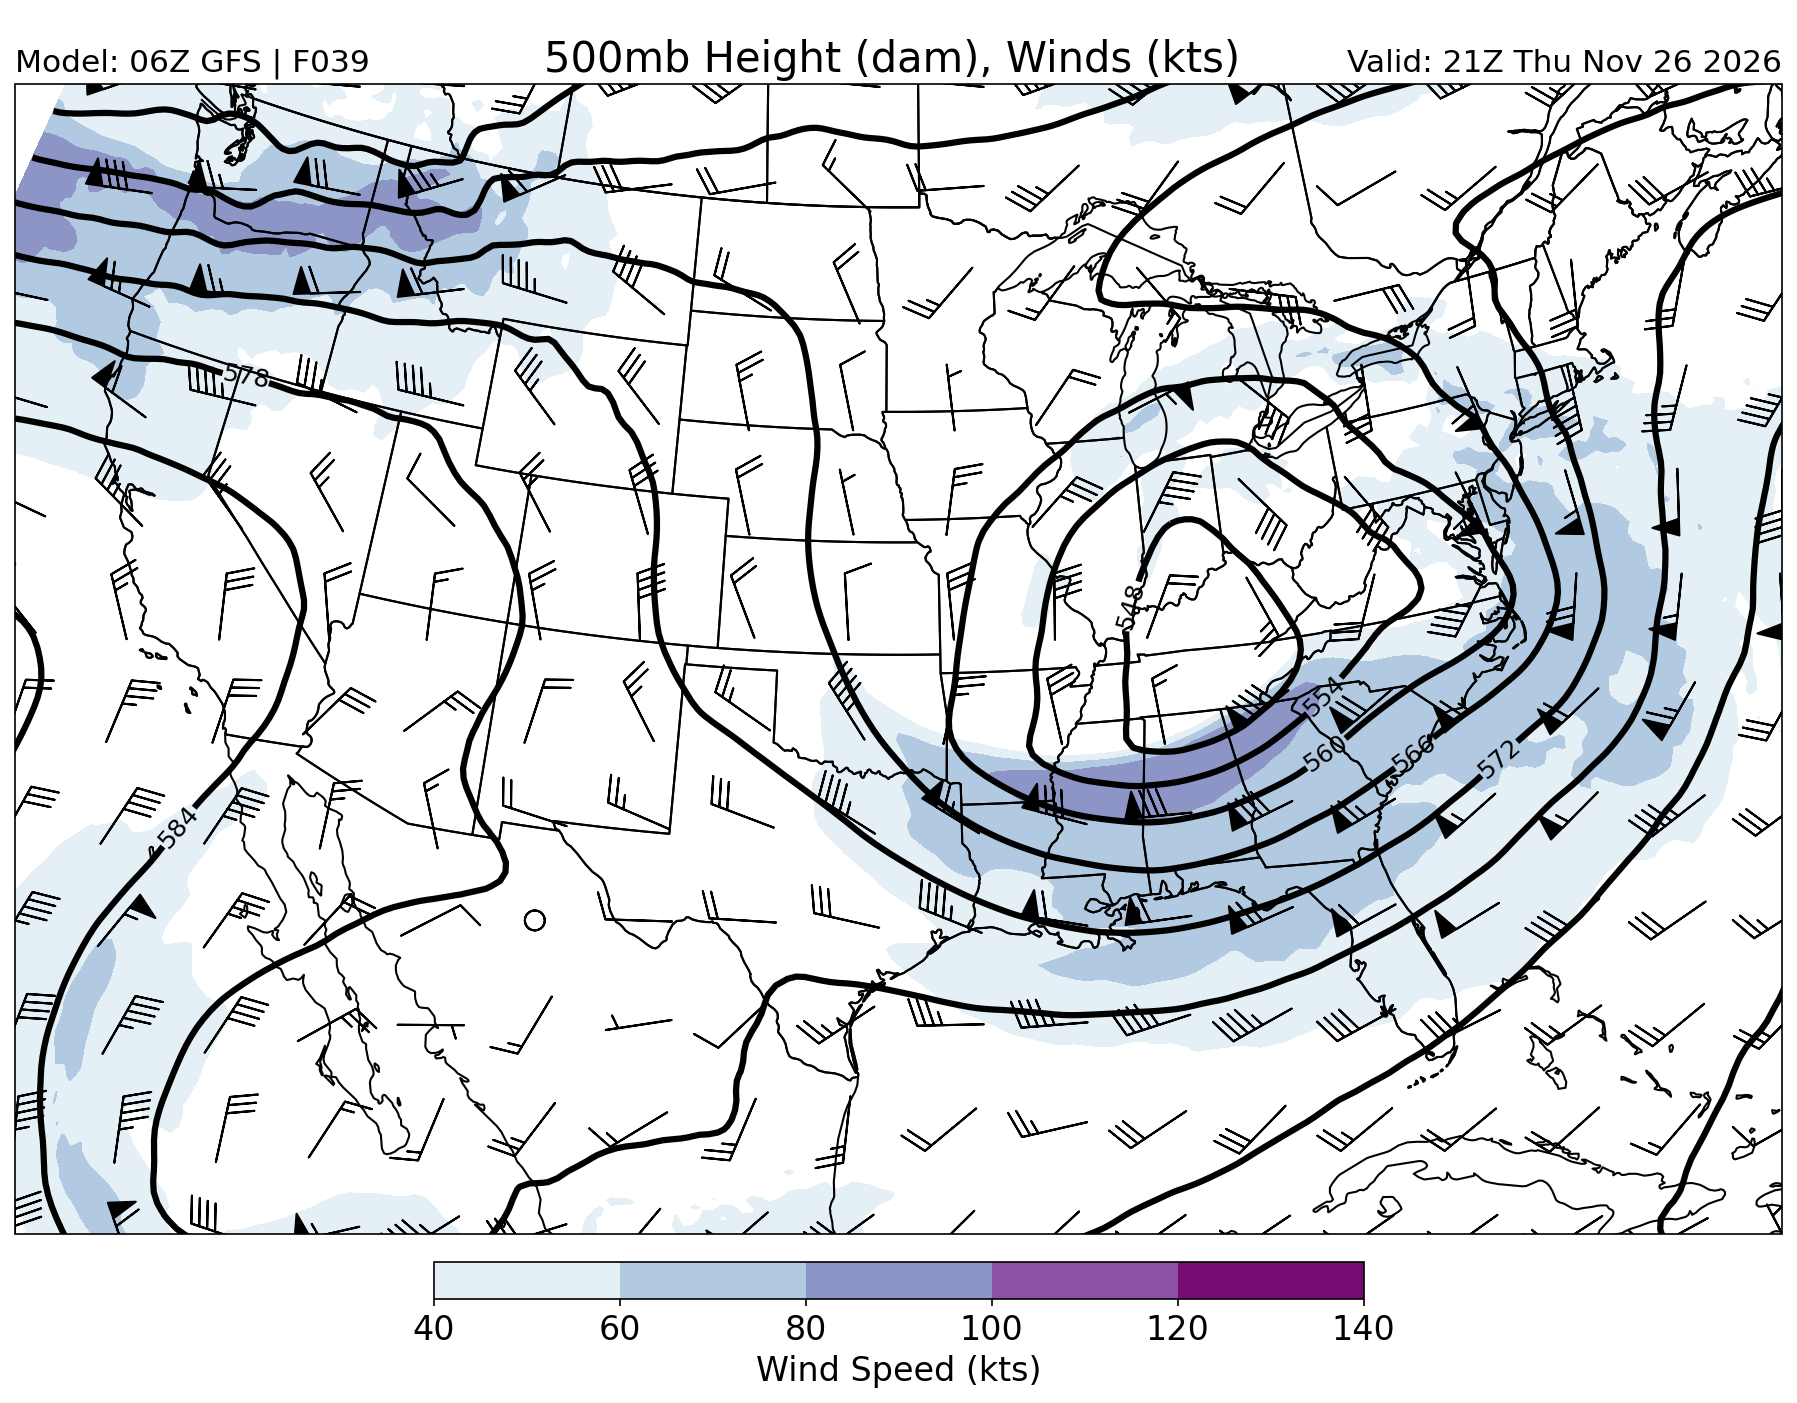 Model: 06Z GFS | F039
500mb Height (dam), Winds (kts)
Valid: 21Z Thu Nov 26 2026
578
548
554
560
566
572
584
40 60 80 100 120 140
Wind Speed (kts)